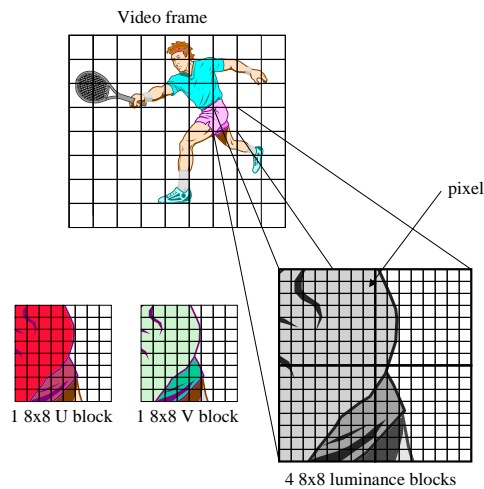 Video frame
pixel
1 8x8 U block
1 8x8 V block
4 8x8 luminance blocks